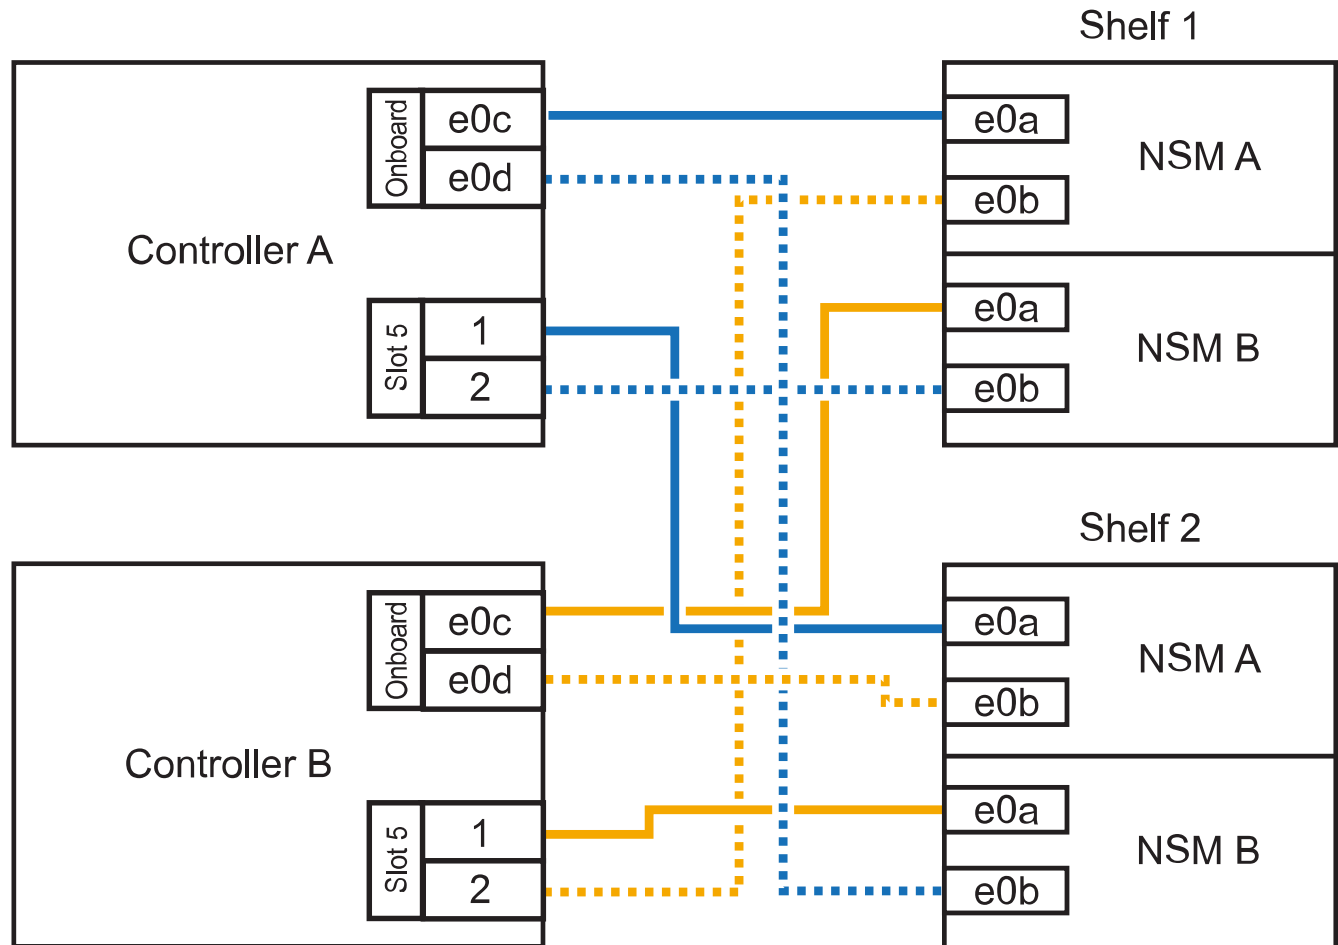 Shelf 1
Controller A
Onboard
e0c
e0d
Slot 5
1
2
e0a
e0b
NSM A
e0a
e0b
NSM B
Shelf 2
Controller B
Onboard
e0c
e0d
Slot 5
1
2
e0a
e0b
NSM A
e0a
e0b
NSM B